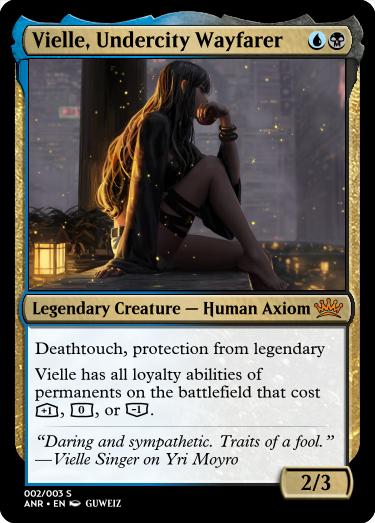 Vielle, Undercity Wayfarer
Legendary Creature — Human Axiom
Deathtouch, protection from legendary
Vielle has all loyalty abilities of
permanents on the battlefield that cost
+1, 0, or -1.
“Daring and sympathetic. Traits of a fool.”
—Vielle Singer on Yri Moyro
2/3
002/003 S
ANR • EN GUWEIZ